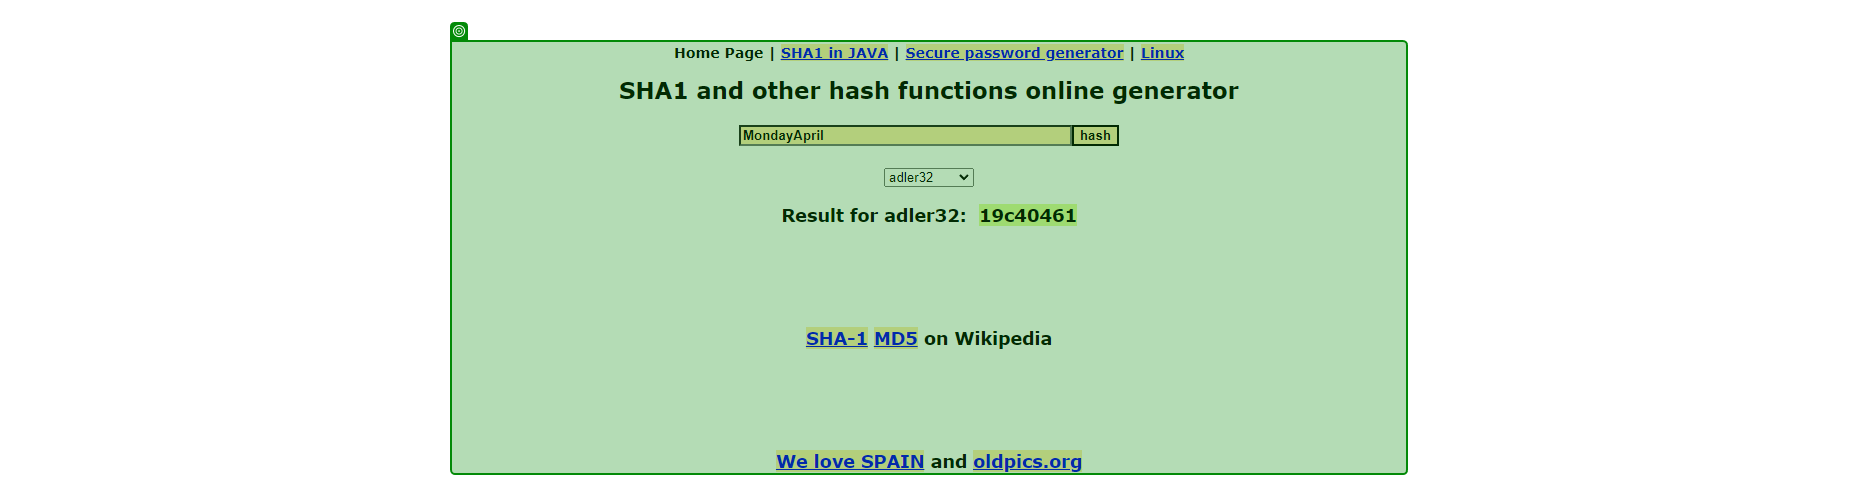 Home Page | SHA1 in JAVA | Secure password generator | Linux
SHA1 and other hash functions online generator
MondayApril hash
adler32
Result for adler32: 19c40461
SHA-1 MD5 on Wikipedia
We love SPAIN and oldpics.org